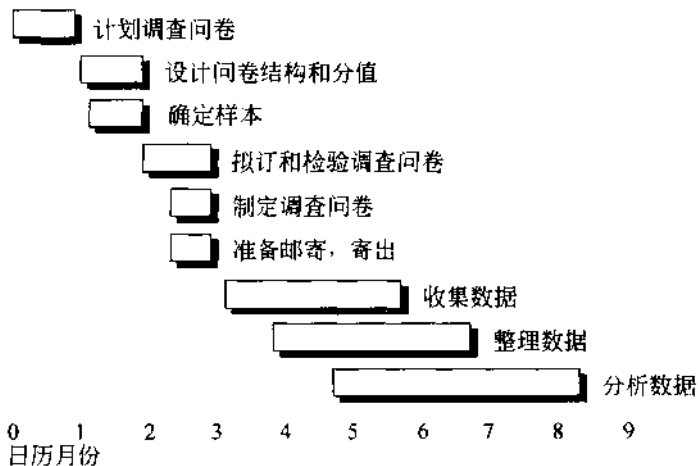 计划调查问卷
设计问卷结构和分值
确定样本
拟订和检验调查问卷
制定调查问卷
准备邮寄，寄出
收集数据
整理数据
分析数据
0 1 2 3 4 5 6 7 8 9
日历月份